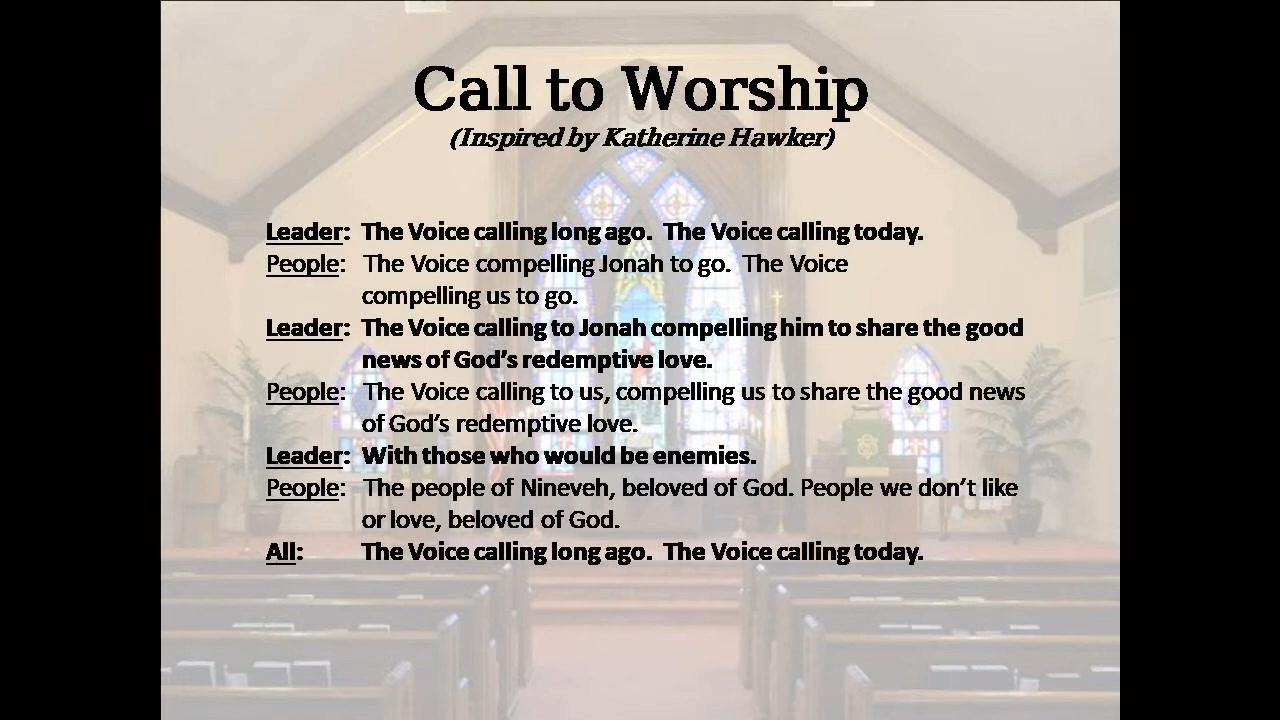 Call to Worship
(Inspired by Katherine Hawker)
Leader: The Voice calling long ago. The Voice calling today.
People: The Voice compelling Jonah to go. The Voice
compelling us to go.
Leader: The Voice calling to Jonah compelling him to share the good
news of God’s redemptive love.
People: The Voice calling to us, compelling us to share the good news
of God’s redemptive love.
Leader: With those who would be enemies.
People: The people of Nineveh, beloved of God. People we don’t like
or love, beloved of God.
All: The Voice calling long ago. The Voice calling today.